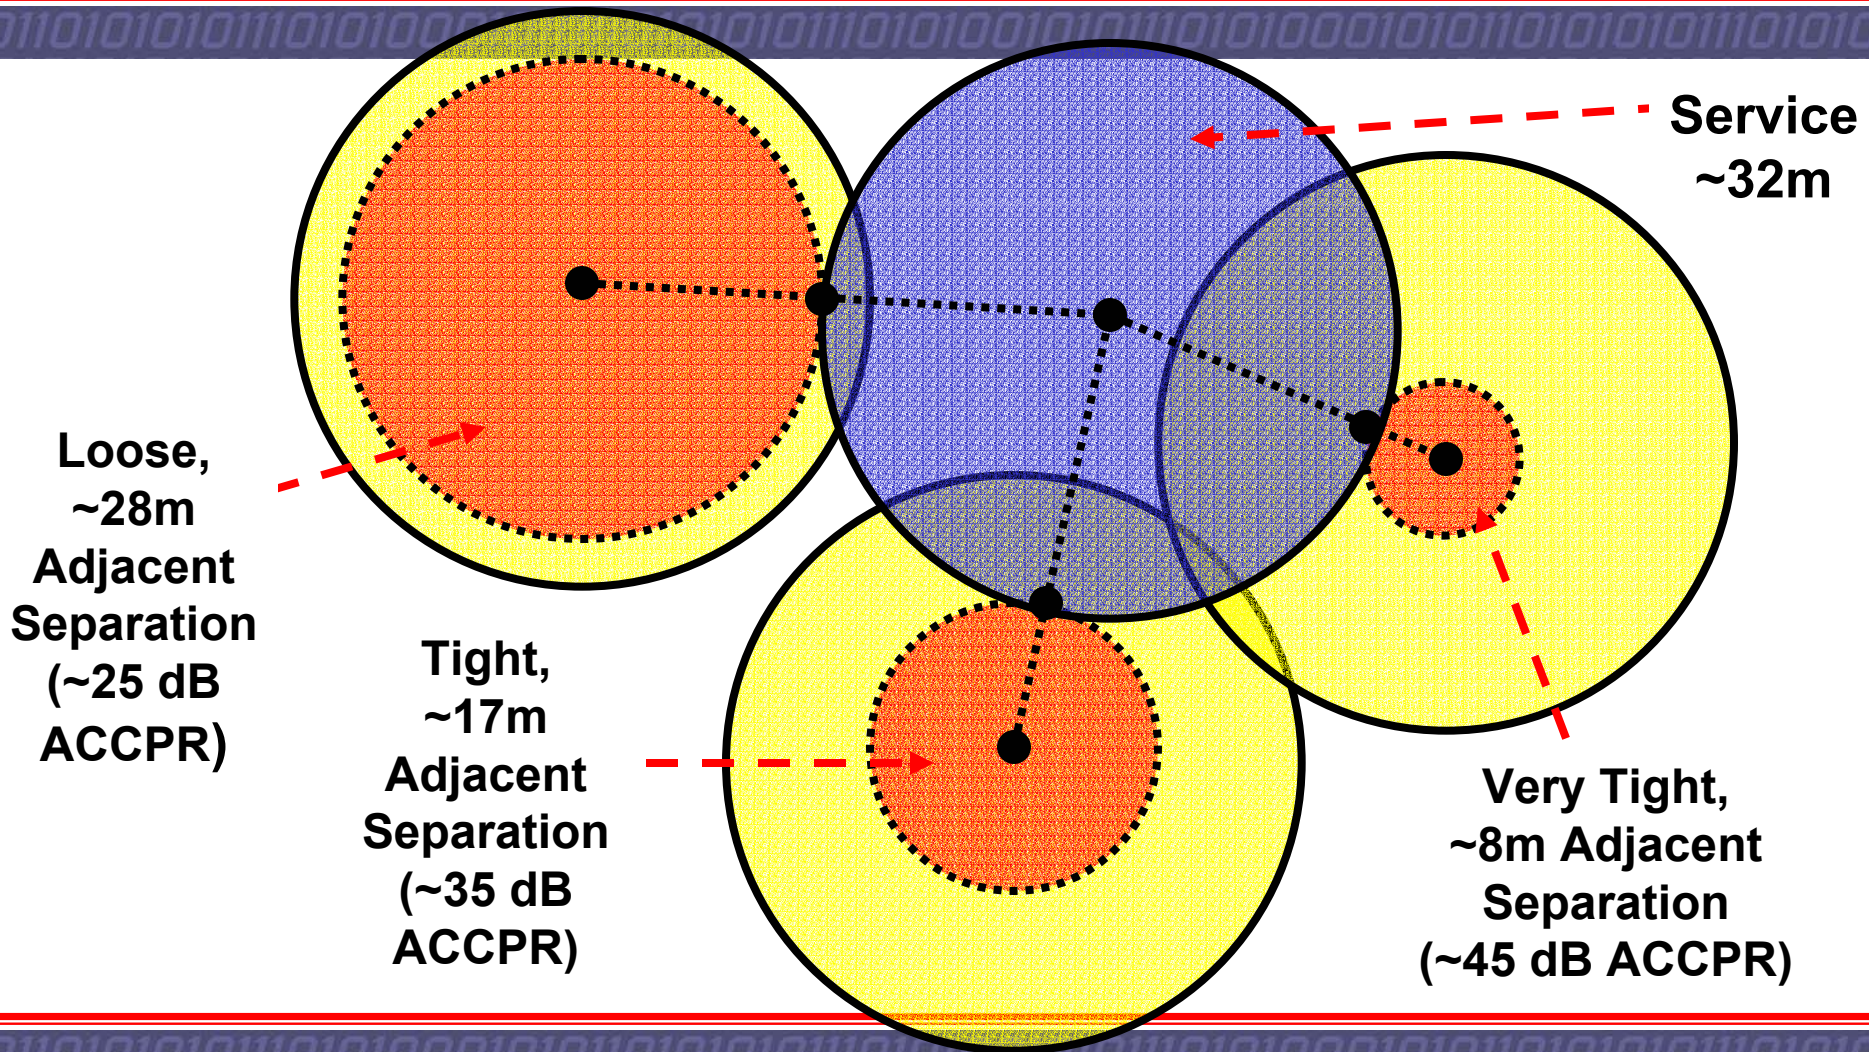 Service
~32m
Loose,
~28m
Adjacent
Separation
(~25 dB
ACCPR)
Tight,
~17m
Adjacent
Separation
(~35 dB
ACCPR)
Very Tight,
~8m Adjacent
Separation
(~45 dB ACCPR)